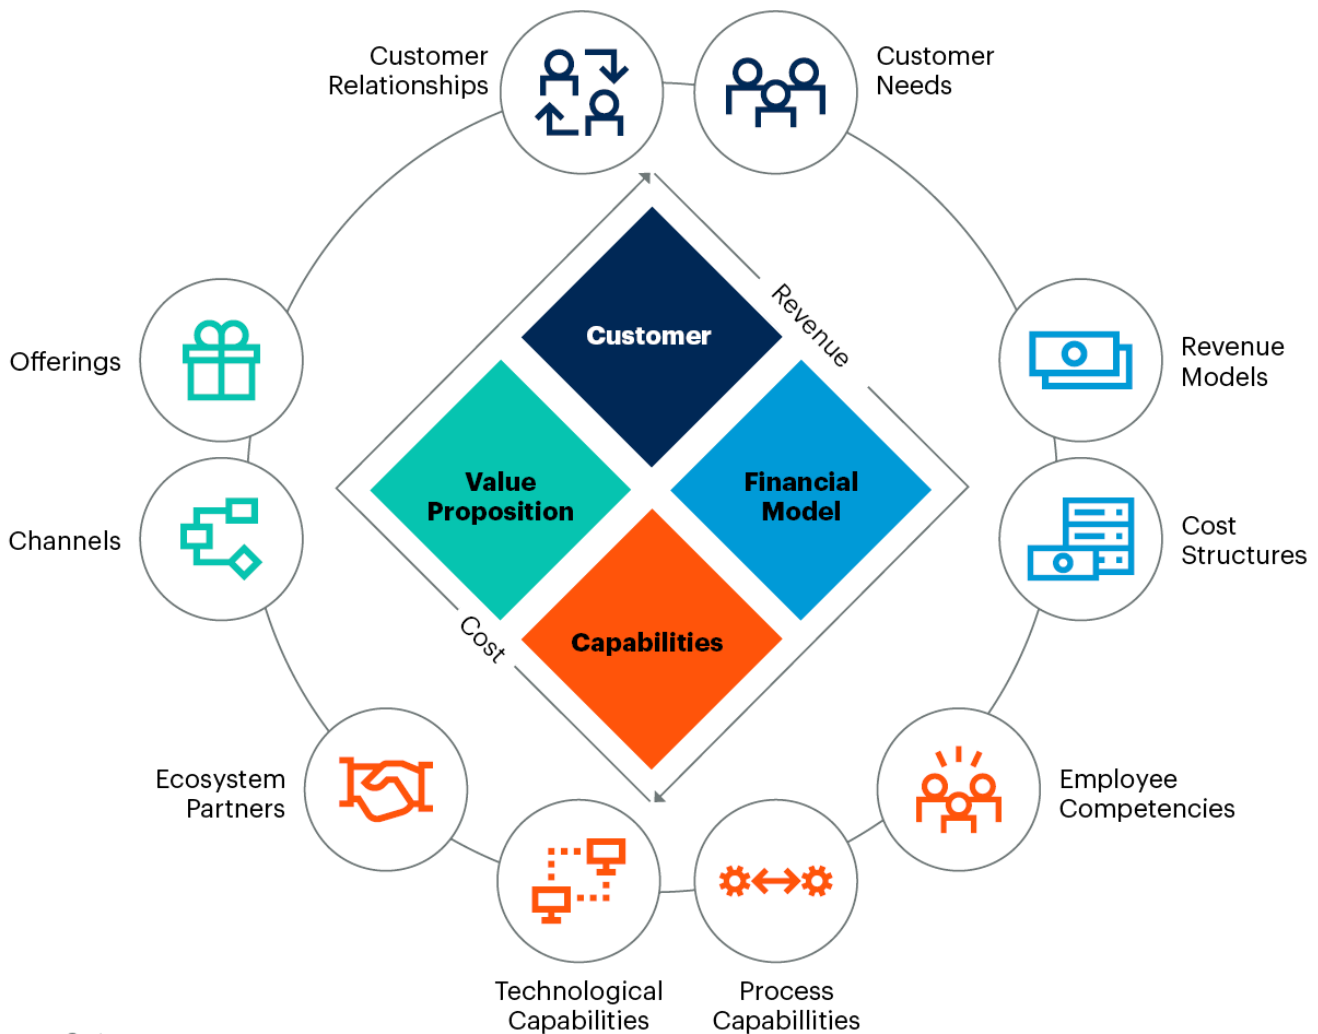 Customer
Relationships
Customer
Needs
Revenue
Customer
Offerings
Revenue
Models
Value
Proposition
Financial
Model
Channels
Cost
Structures
Cost
Capabilities
Ecosystem
Partners
Employee
Competencies
Technological
Capabilities
Process
Capabillities